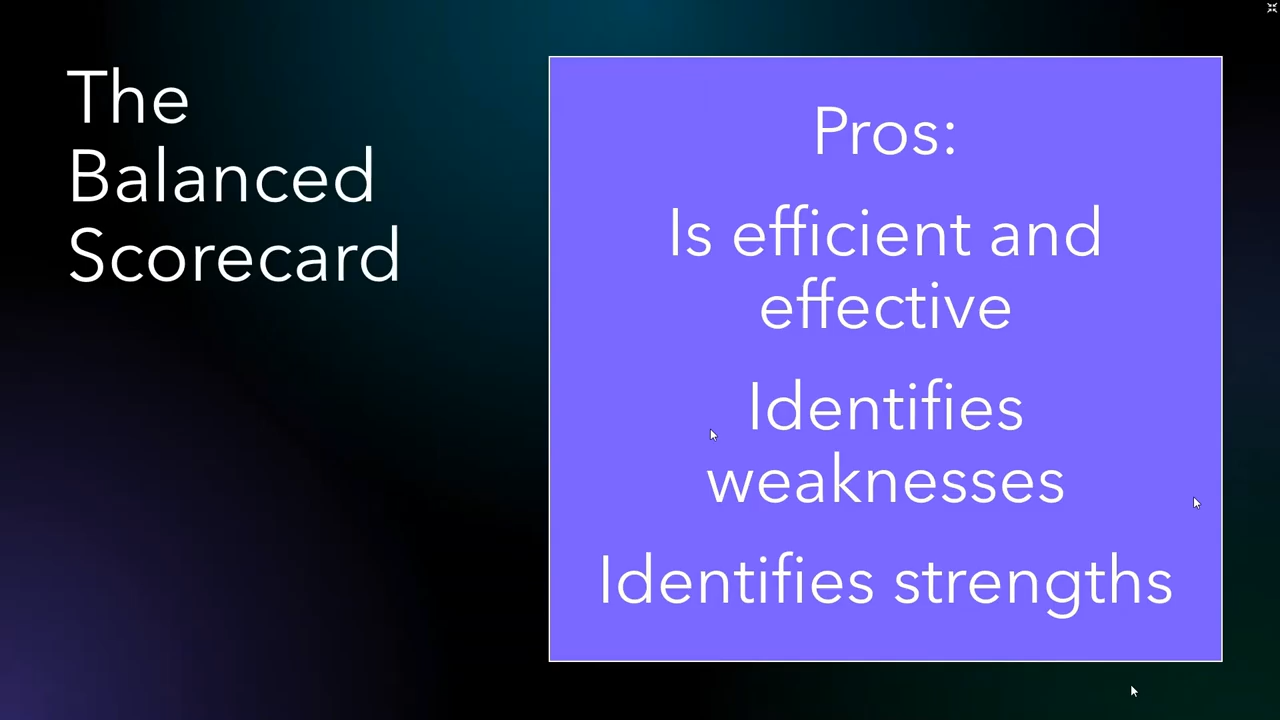 The
Balanced
Scorecard
Pros:
Is efficient and
effective
Identifies
weaknesses
Identifies strengths